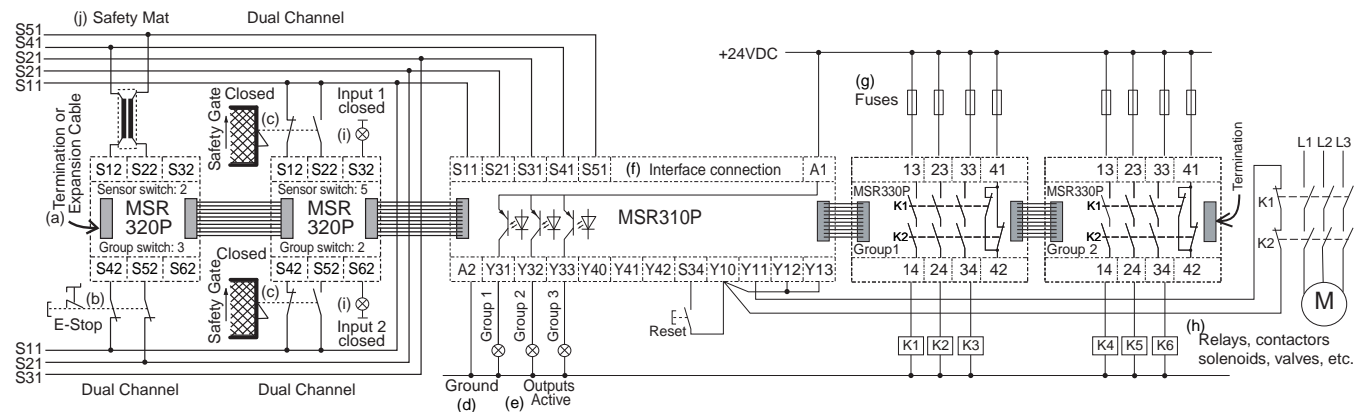 (j) Safety Mat
Dual Channel
S51
S41
S21
S21
S11
+24VDC
(g)
Fuses
Termination or
Expansion Cable
(a)
Safety Gate
Closed
(c)
Input 1
closed
(i)
S12 S22 S32
Sensor switch: 2
MSR
320P
Group switch: 3
S42 S52 S62
S12 S22 S32
Sensor switch: 5
MSR
320P
Group switch: 2
S42 S52 S62
S11 S21 S31 S41 S51 (f) Interface connection A1
MSR310P
A2 Y31 Y32 Y33 Y40 Y41 Y42 S34 Y10 Y11 Y12 Y13
13 23 33 41
MSR330P
K1
K2
Group1
14 24 34 42
13 23 33 41
MSR330P
K1
K2
Group 2
14 24 34 42
Termination
L1 L2 L3
K1
K2
M
(b)
E-Stop
Closed
Safety Gate
(c)
(i)
Input 2
closed
Group 1
Group 2
Group 3
Reset
K1 K2 K3
K4 K5 K6
(h)
Relays, contactors
solenoids, valves, etc.
S11
S21
S31
Dual Channel
Dual Channel
Ground
(d)
(e)
Outputs
Active